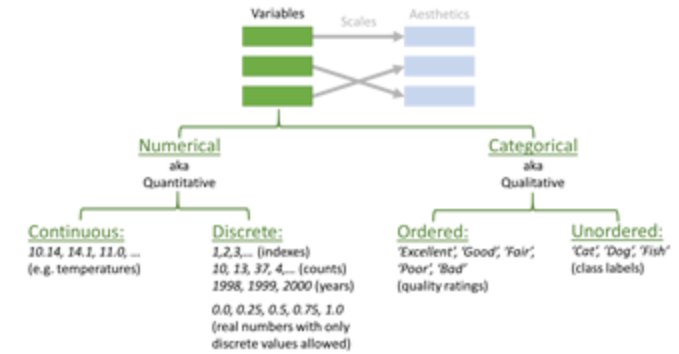 Variables
Scales
Aesthetics
Numerical
aka
Quantitative
Categorical
aka
Qualitative
Continuous:
10.14, 14.1, 11.0, ...
(e.g. temperatures)
Discrete:
1,2,3,... (indexes)
10, 13, 37, 4,... (counts)
1998, 1999, 2000 (years)
0.0, 0.25, 0.5, 0.75, 1.0
(real numbers with only
discrete values allowed)
Ordered:
'Excellent', 'Good', 'Fair',
'Poor', 'Bad'
(quality ratings)
Unordered:
'Cat', 'Dog', 'Fish'
(class labels)